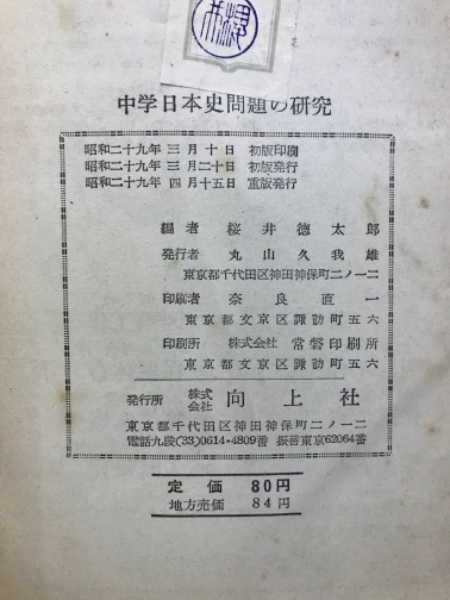 中学日本史問題の研究
昭和二十九年 三月十日 初版印刷
昭和二十九年 三月二十日 初版発行
昭和二十九年 四月十五日 重版発行
編者 桜井徳太郎
発行者 丸山久我雄
東京都千代田区神田神保町二ノ一二
印刷者 奈良直一
東京都文京区諏訪町五六
印刷所 株式会社 常磐印刷所
東京都文京区諏訪町五六
発行所 株式会社 向上社
東京都千代田区神田神保町二ノ一二
電話九段(33)0614・4809番 振替東京62064番
定価 80円
地方売価 84円